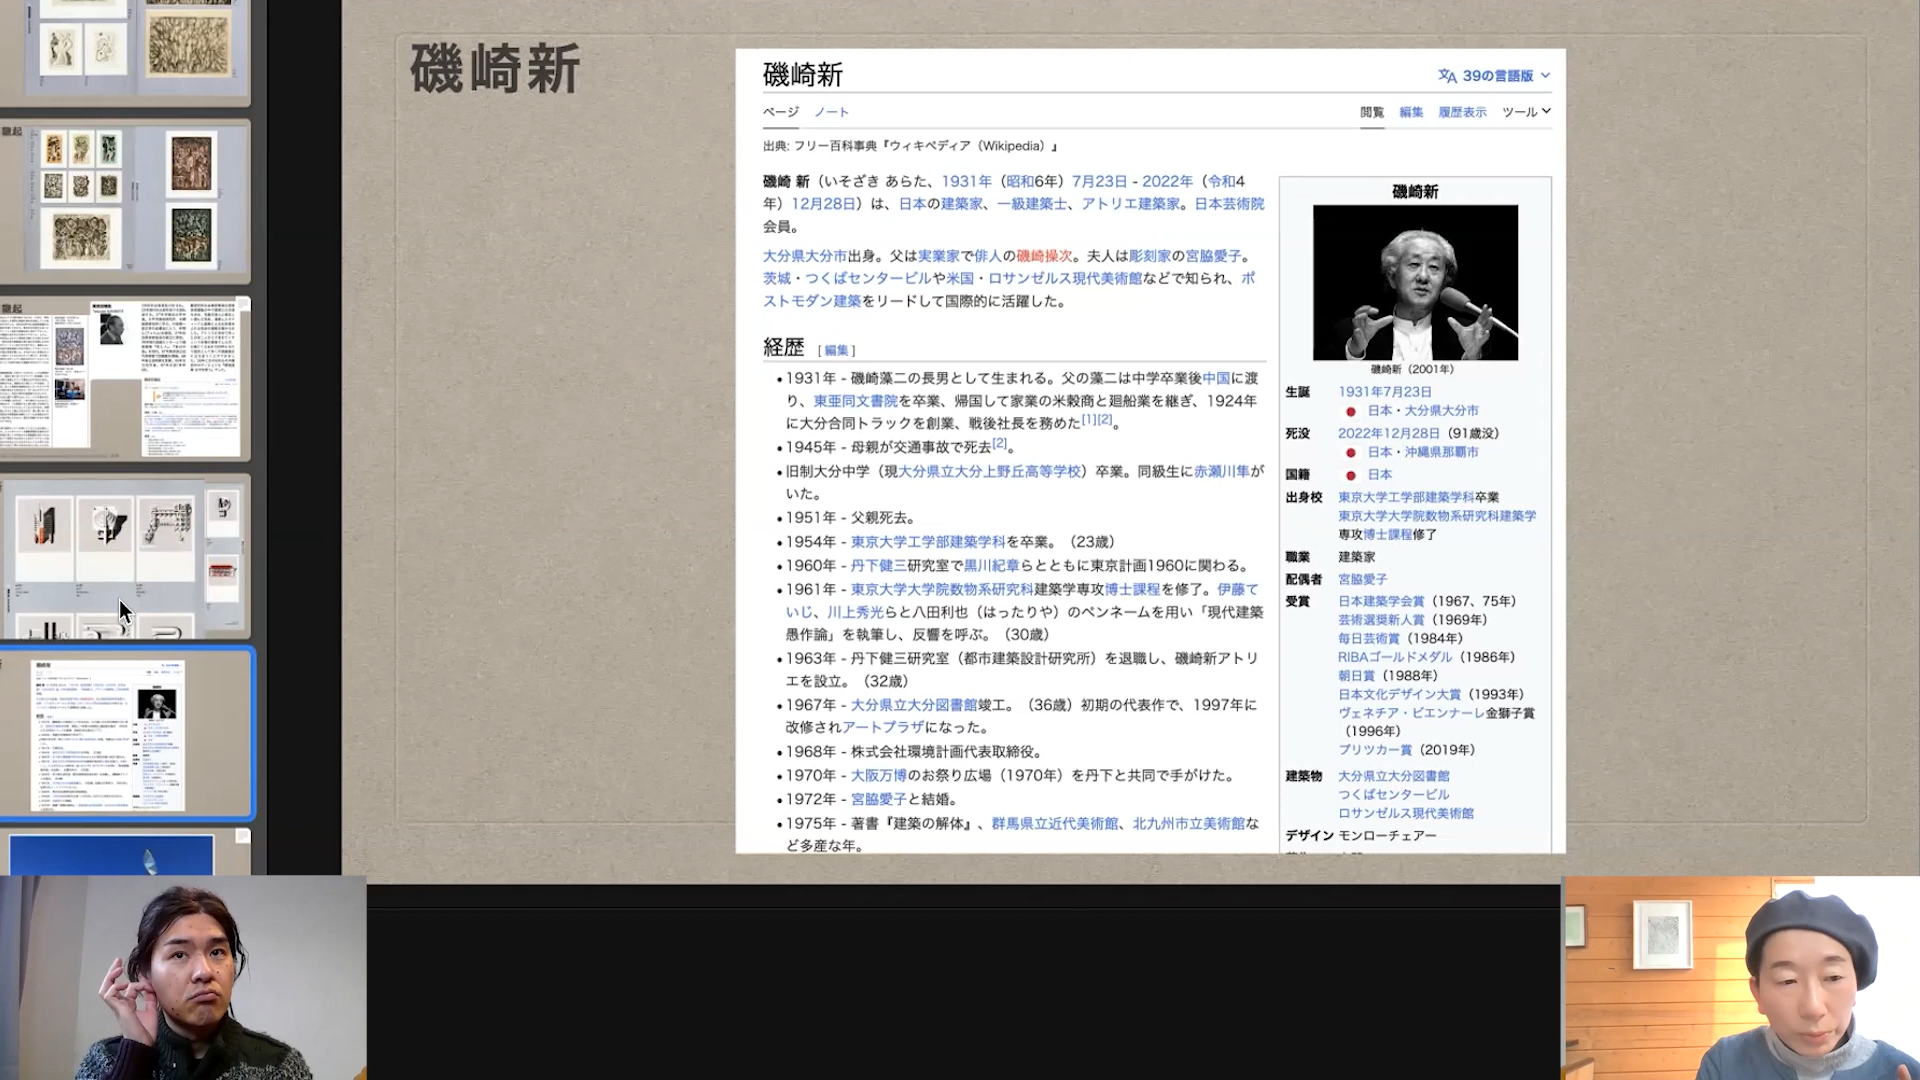 磯崎新
磯崎新
39の言語版
ページ ノート
閲覧 編集 履歴表示 ツール
出典: フリー百科事典『ウィキペディア（Wikipedia）』
磯崎 新（いそざき あらた、1931年（昭和6年）7月23日 - 2022年（令和4
年）12月28日）は、日本の建築家、一級建築士、アトリエ建築家。日本芸術院
会員。
大分県大分市出身。父は実業家で俳人の磯崎操次。夫人は彫刻家の宮脇愛子。
茨城・つくばセンタービルや米国・ロサンゼルス現代美術館などで知られ、ポ
ストモダン建築をリードして国際的に活躍した。
経歴 [編集]
•1931年 - 磯崎藻二の長男として生まれる。父の藻二は中学卒業後中国に渡
り、東亜同文書院を卒業、帰国して家業の米穀商と廻船業を継ぎ、1924年
に大分合同トラックを創業、戦後社長を務めた[1][2]。
•1945年 - 母親が交通事故で死去[2]。
•旧制大分中学（現大分県立大分上野丘高等学校）卒業。同級生に赤瀬川隼が
いた。
•1951年 - 父親死去。
•1954年 - 東京大学工学部建築学科を卒業。（23歳）
•1960年 - 丹下健三研究室で黒川紀章らとともに東京計画1960に関わる。
•1961年 - 東京大学大学院数物系研究科建築学専攻博士課程を修了。伊藤て
いじ、川上秀光らと八田利也（はったりや）のペンネームを用い「現代建築
愚作論」を執筆し、反響を呼ぶ。（30歳）
•1963年 - 丹下健三研究室（都市建築設計研究所）を退職し、磯崎新アトリ
エを設立。（32歳）
•1967年 - 大分県立大分図書館竣工。（36歳）初期の代表作で、1997年に
改修されアートプラザになった。
•1968年 - 株式会社環境計画代表取締役。
•1970年 - 大阪万博のお祭り広場（1970年）を丹下と共同で手がけた。
•1972年 - 宮脇愛子と結婚。
•1975年 - 著書『建築の解体』、群馬県立近代美術館、北九州市立美術館な
ど多産な年。
磯崎新
磯崎新（2001年）
生誕 1931年7月23日
日本・大分県大分市
死没 2022年12月28日（91歳没）
日本・沖縄県那覇市
国籍 日本
出身校 東京大学工学部建築学科卒業
東京大学大学院数物系研究科建築学
専攻博士課程修了
職業 建築家
配偶者 宮脇愛子
受賞 日本建築学会賞（1967、75年）
芸術選奨新人賞（1969年）
毎日芸術賞（1984年）
RIBAゴールドメダル（1986年）
朝日賞（1988年）
日本文化デザイン大賞（1993年）
ヴェネチア・ビエンナーレ金獅子賞
（1996年）
プリツカー賞（2019年）
建築物 大分県立大分図書館
つくばセンタービル
ロサンゼルス現代美術館
デザイン モンローチェアー